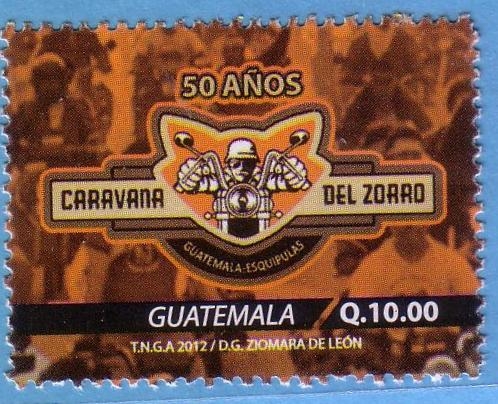 50 AÑOS
CARAVANA DEL ZORRO
GUATEMALA-ESQUIPULAS
GUATEMALA Q.10.00
T.N.G.A 2012 / D.G. ZIOMARA DE LEÓN